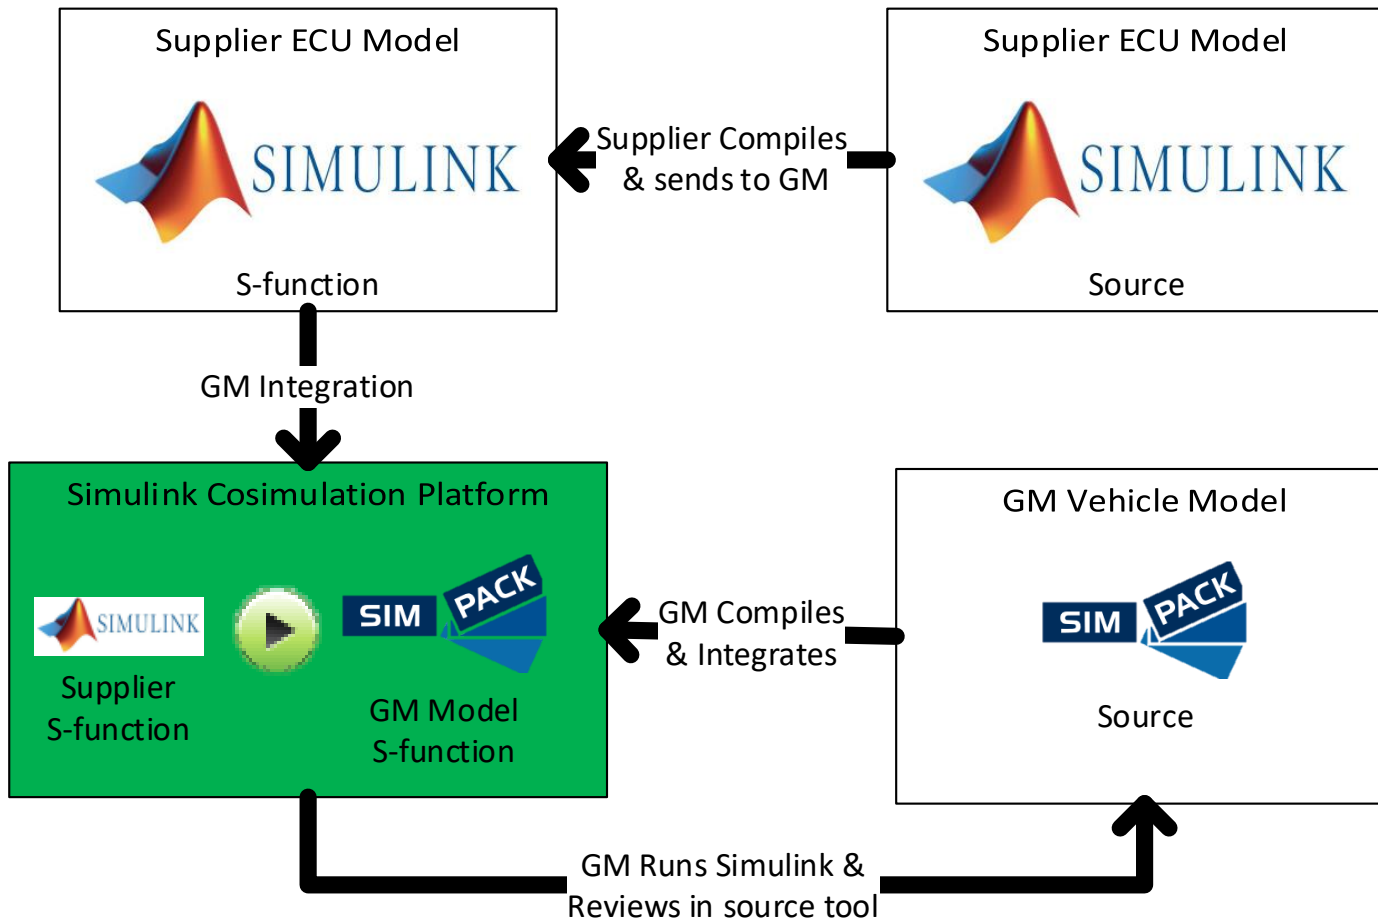 Supplier ECU Model
SIMULINK
S-function
Supplier Compiles
& sends to GM
Supplier ECU Model
SIMULINK
Source
GM Integration
Simulink Cosimulation Platform
SIMULINK
Supplier
S-function
SIM PACK
GM Model
S-function
GM Compiles
& Integrates
GM Vehicle Model
SIM PACK
Source
GM Runs Simulink &
Reviews in source tool